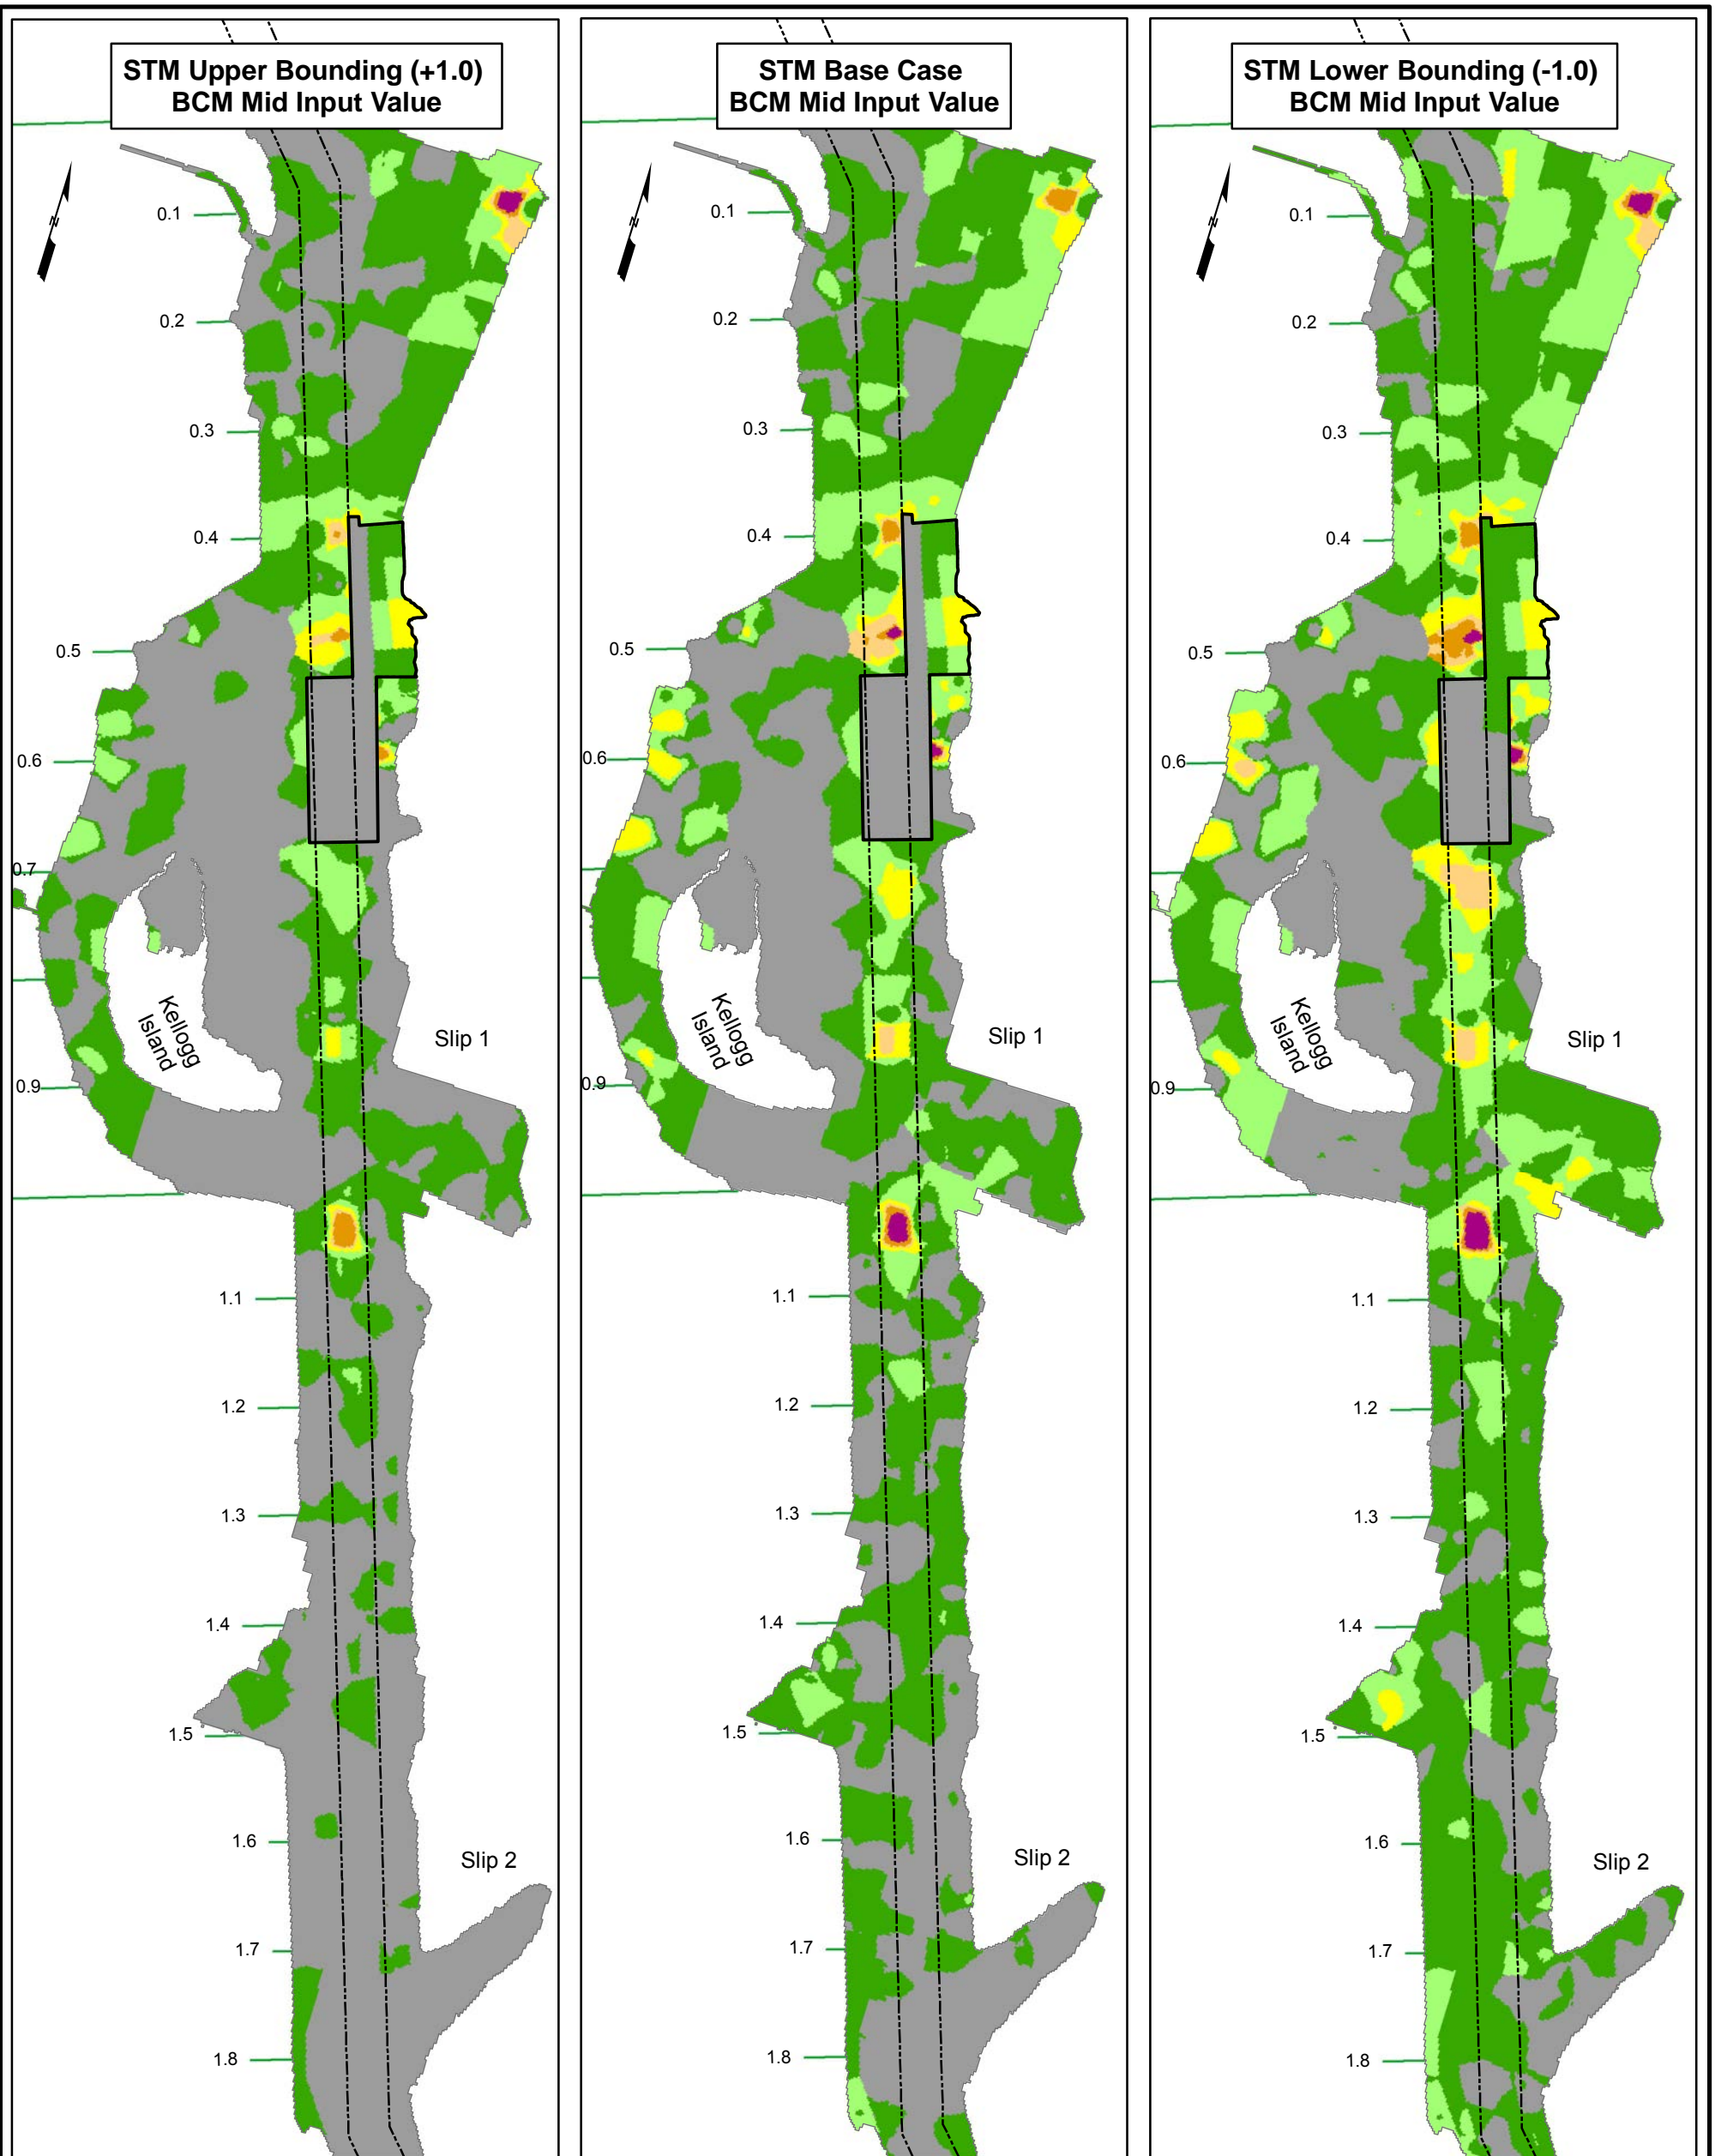 STM Upper Bounding (+1.0)
BCM Mid Input Value
N
0.1
0.2
0.3
0.4
0.5
0.6
0.7
0.9
Kellogg
Island
Slip 1
1.1
1.2
1.3
1.4
1.5
1.6
Slip 2
1.7
1.8
STM Base Case
BCM Mid Input Value
N
0.1
0.2
0.3
0.4
0.5
0.6
0.9
Kellogg
Island
Slip 1
1.1
1.2
1.3
1.4
1.5
1.6
Slip 2
1.7
1.8
STM Lower Bounding (-1.0)
BCM Mid Input Value
N
0.1
0.2
0.3
0.4
0.5
0.6
0.9
Kellogg
Island
Slip 1
1.1
1.2
1.3
1.4
1.5
1.6
Slip 2
1.7
1.8